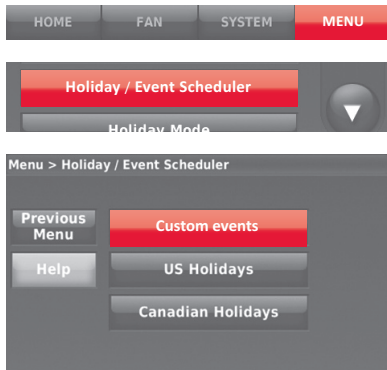 HOME FAN SYSTEM MENU
Holiday / Event Scheduler
Holiday Mode
Menu > Holiday / Event Scheduler
Previous
Menu
Custom events
Help
US Holidays
Canadian Holidays